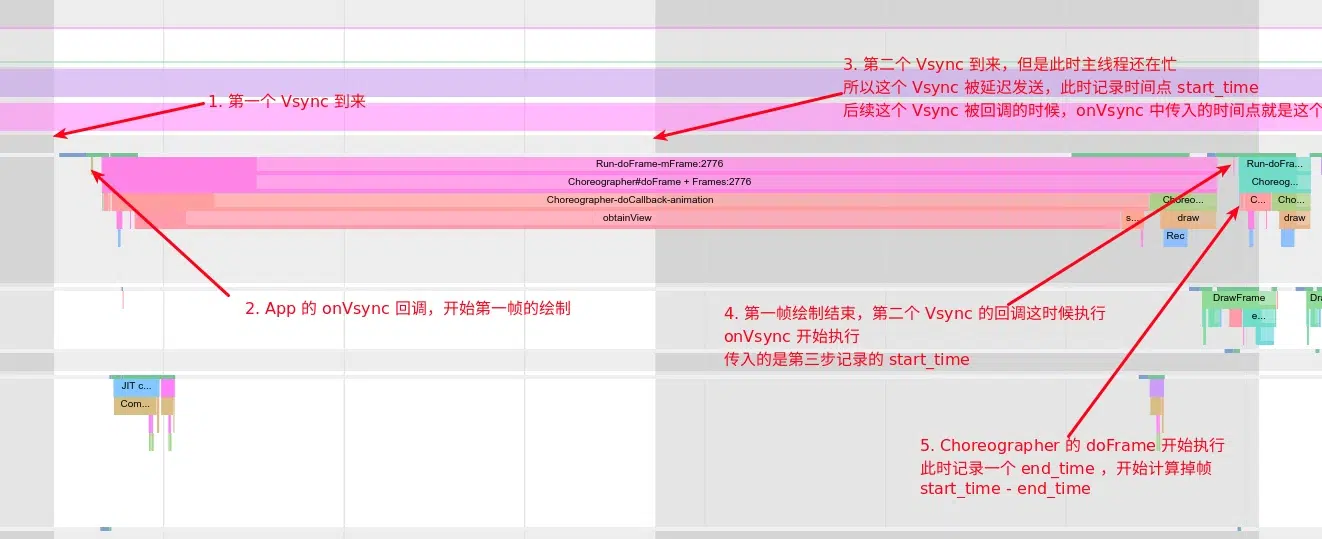 3. 第二个 Vsync 到来，但是此时主线程还在忙
所以这个 Vsync 被延迟发送，此时记录时间点 start_time
后续这个 Vsync 被回调的时候，onVsync 中传入的时间点就是这个
1. 第一个 Vsync 到来
Run-doFrame-mFrame:2776
Run-doFra...
Choreographer#doFrame + Frames:2776
Choreog...
Choreographer-doCallback-animation
Choreo...
C...
Cho...
obtainView
s...
draw
draw
Rec
2. App 的 onVsync 回调，开始第一帧的绘制
DrawFrame
Dra
e...
4. 第一帧绘制结束，第二个 Vsync 的回调这时候执行
onVsync 开始执行
传入的是第三步记录的 start_time
JIT c...
Com...
5. Choreographer 的 doFrame 开始执行
此时记录一个 end_time ，开始计算掉帧
start_time - end_time